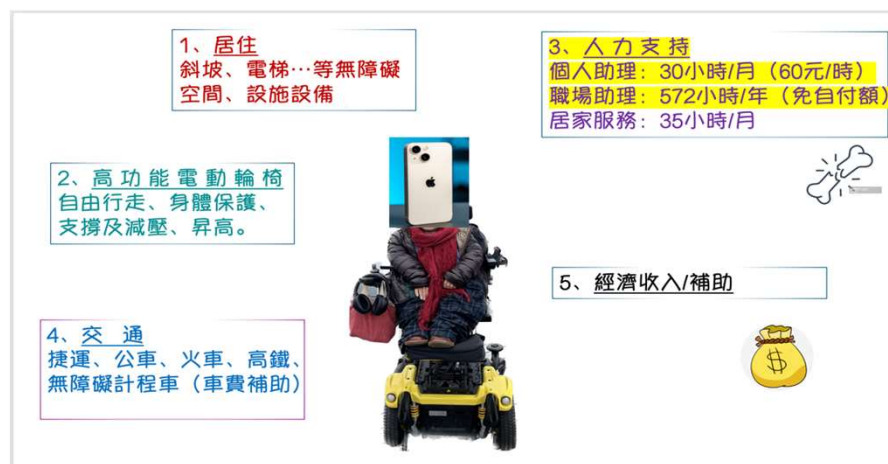 1、居住
斜坡、電梯…等無障礙
空間、設施設備
2、高功能電動輪椅
自由行走、身體保護、
支撐及減壓、昇高。
3、人力支持
個人助理：30小時/月（60元/時）
職場助理：572小時/年（免自付額）
居家服務：35小時/月
4、交 通
捷運、公車、火車、高鐵、
無障礙計程車（車費補助）
5、經濟收入/補助
$